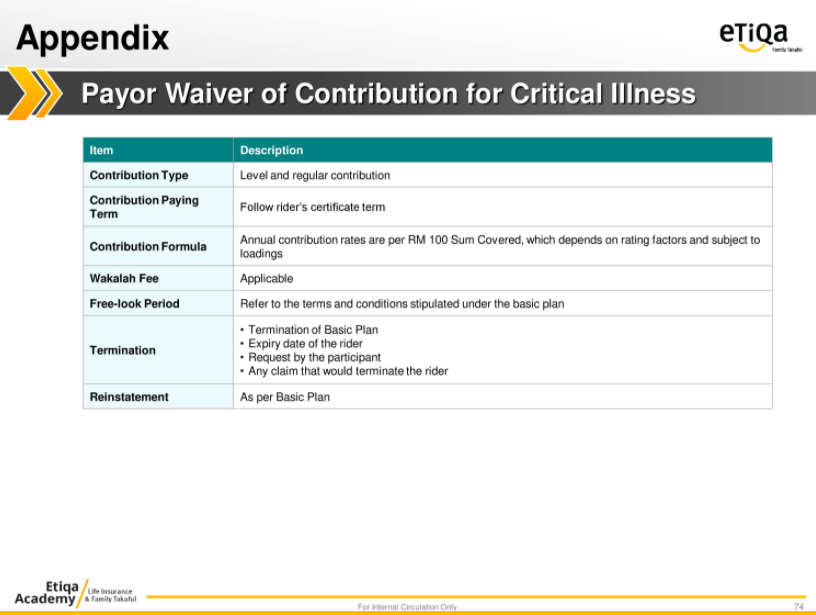 Appendix
eTiQa
Family Takaful
Payor Waiver of Contribution for Critical Illness
Item Description
Contribution Type Level and regular contribution
Contribution Paying
Term
Follow rider's certificate term
Contribution Formula
Annual contribution rates are per RM 100 Sum Covered, which depends on rating factors and subject to
loadings
Wakalah Fee Applicable
Free-look Period Refer to the terms and conditions stipulated under the basic plan
Termination
• Termination of Basic Plan
• Expiry date of the rider
• Request by the participant
• Any claim that would terminate the rider
Reinstatement As per Basic Plan
Etiqa
Academy
Life Insurance
& Family Takaful
For Internal Circulation Only
74